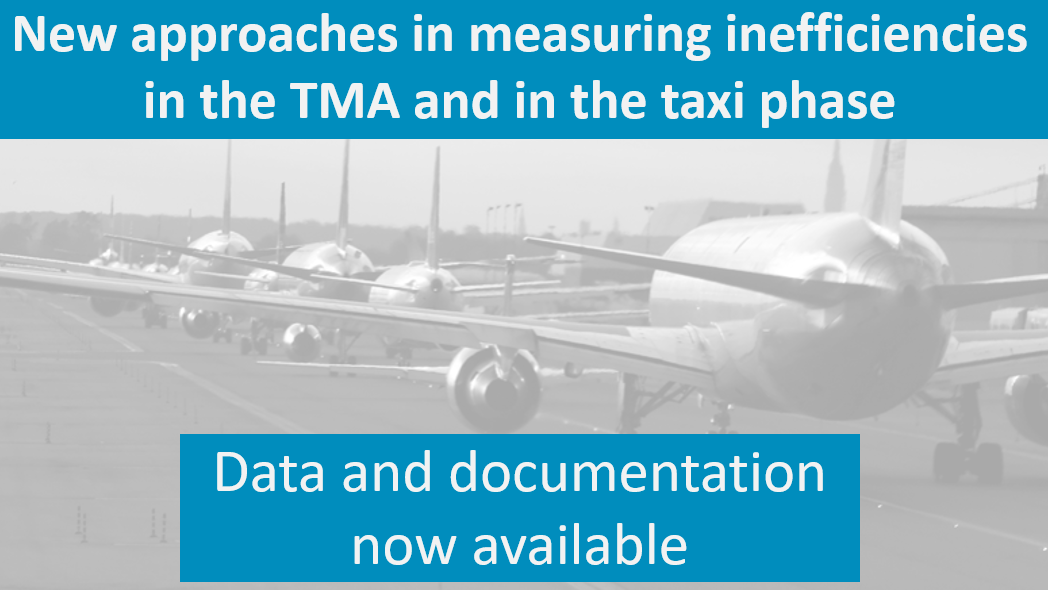 New approaches in measuring inefficiencies
in the TMA and in the taxi phase
Data and documentation
now available